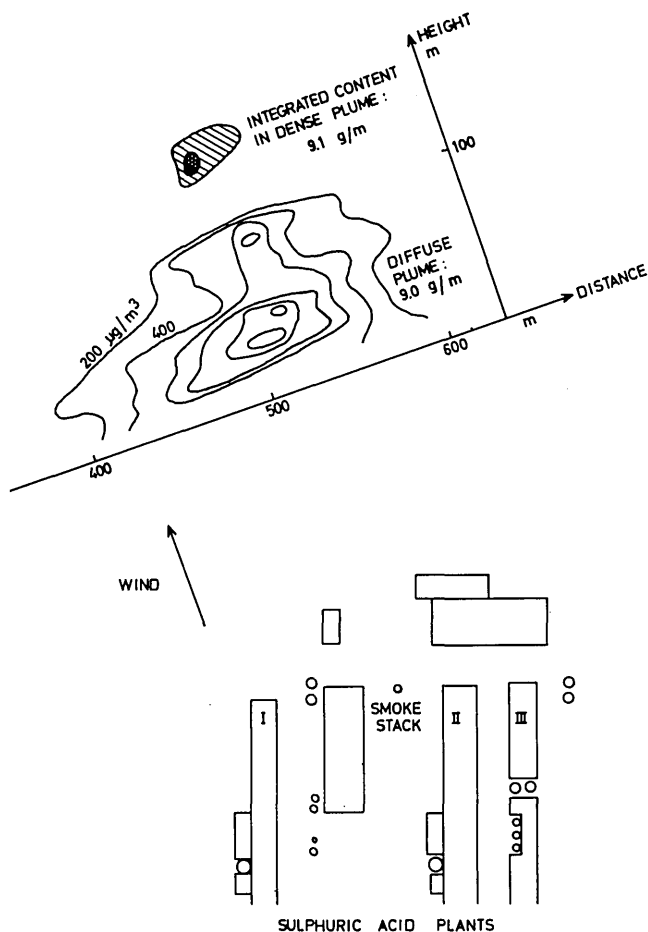 HEIGHT
m
INTEGRATED CONTENT
IN DENSE PLUME :
9.1 g/m
100
DIFFUSE
PLUME :
9.0 g/m
DISTANCE
m
200 µg/m³
400
600
500
400
WIND
SMOKE
STACK
I
II
III
SULPHURIC ACID PLANTS